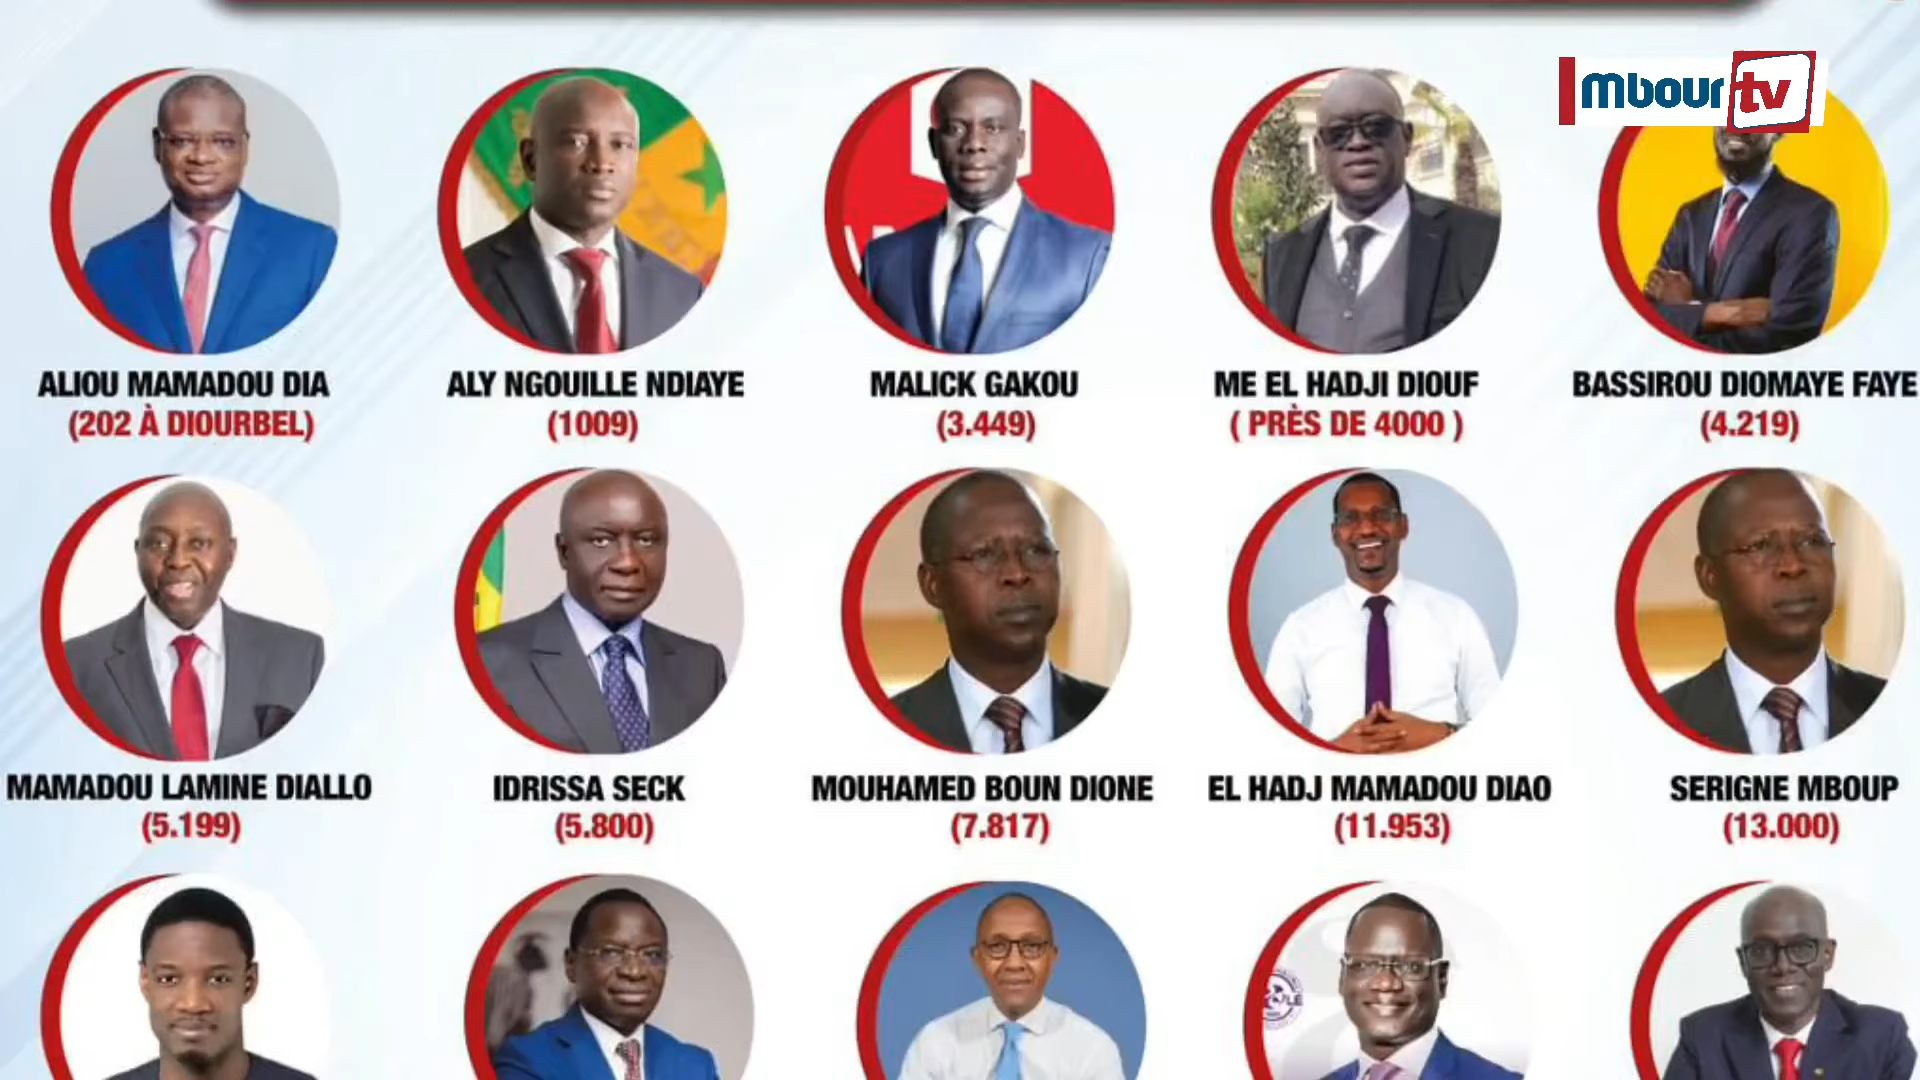 mbour tv
ALIOU MAMADOU DIA
(202 À DIOURBEL)
ALY NGOUILLE NDIAYE
(1009)
MALICK GAKOU
(3.449)
ME EL HADJI DIOUF
( PRÈS DE 4000 )
BASSIROU DIOMAYE FAYE
(4.219)
MAMADOU LAMINE DIALLO
(5.199)
IDRISSA SECK
(5.800)
MOUHAMED BOUN DIONE
(7.817)
EL HADJ MAMADOU DIAO
(11.953)
SERIGNE MBOUP
(13.000)